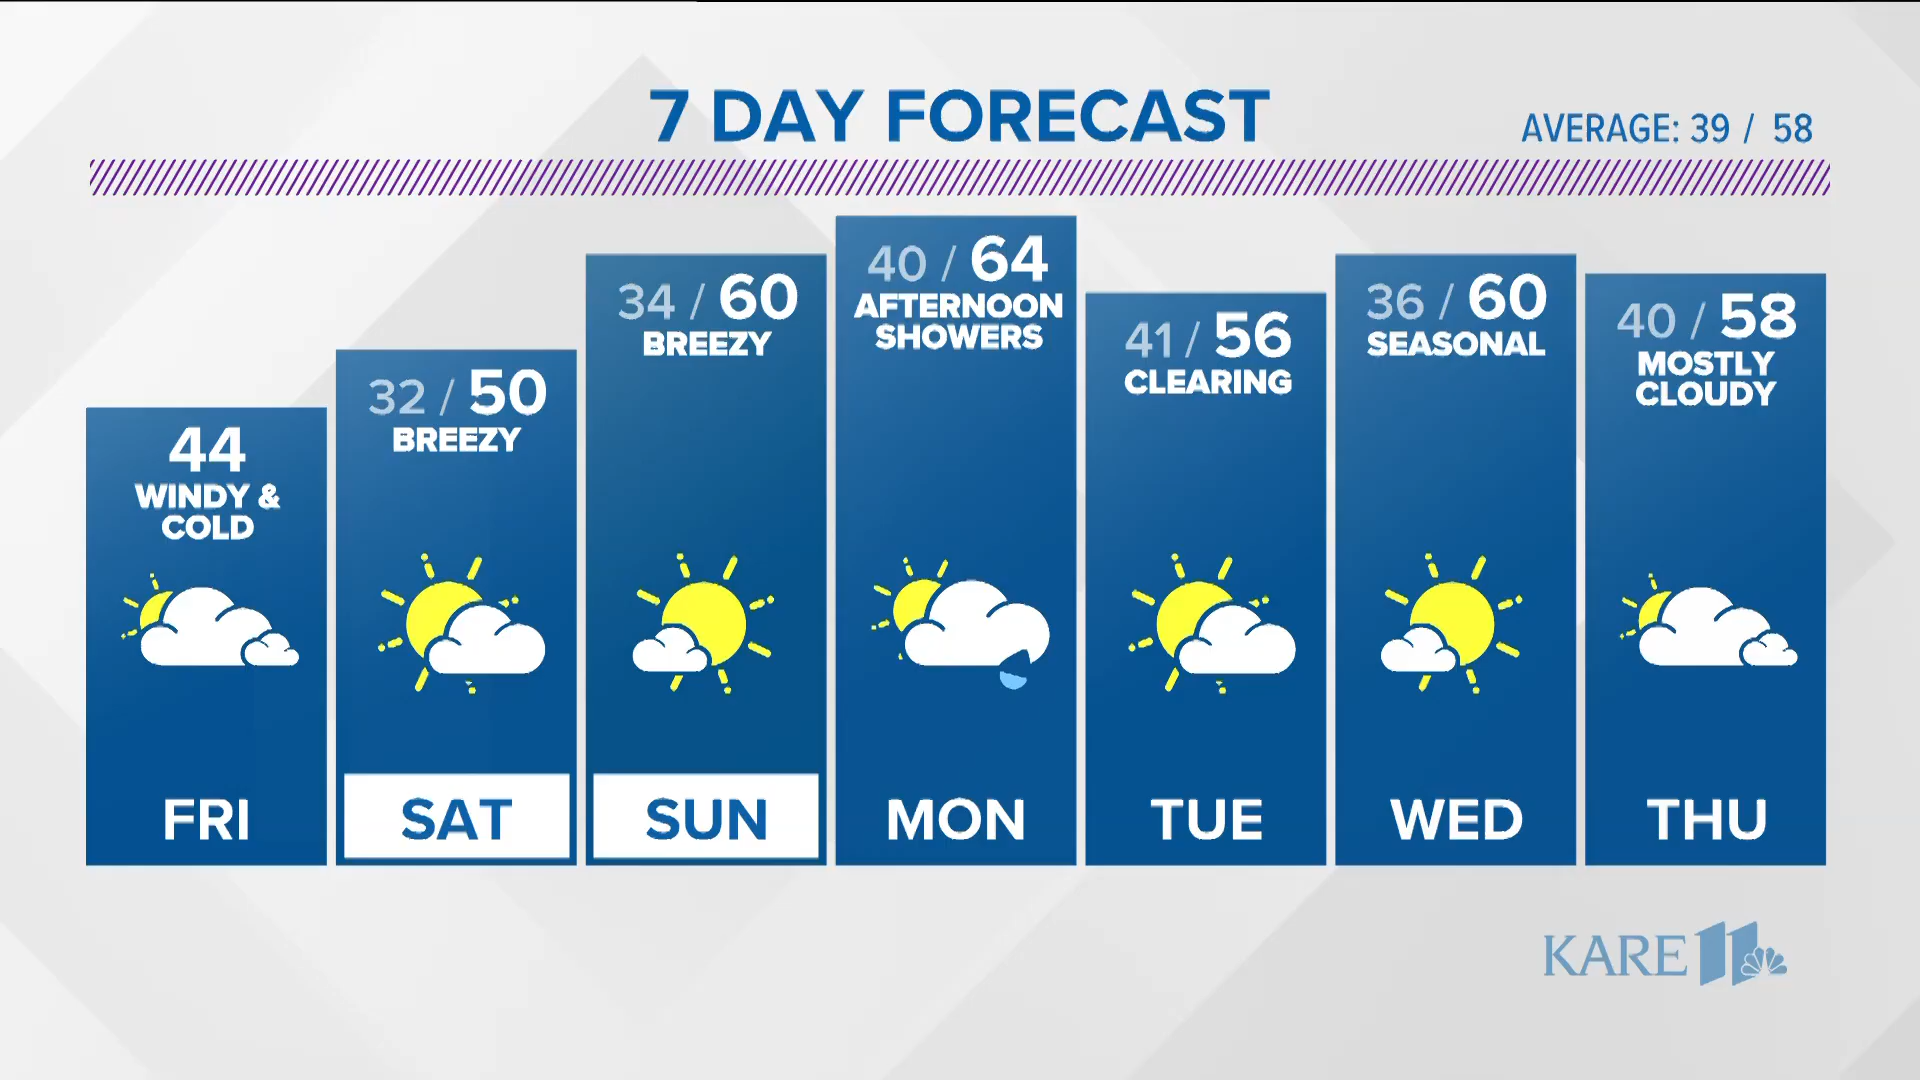 7 DAY FORECAST
AVERAGE: 39 / 58
44
WINDY &
COLD
FRI
32 / 50
BREEZY
SAT
34 / 60
BREEZY
SUN
40 / 64
AFTERNOON
SHOWERS
MON
41 / 56
CLEARING
TUE
36 / 60
SEASONAL
WED
40 / 58
MOSTLY
CLOUDY
THU
KARE 11